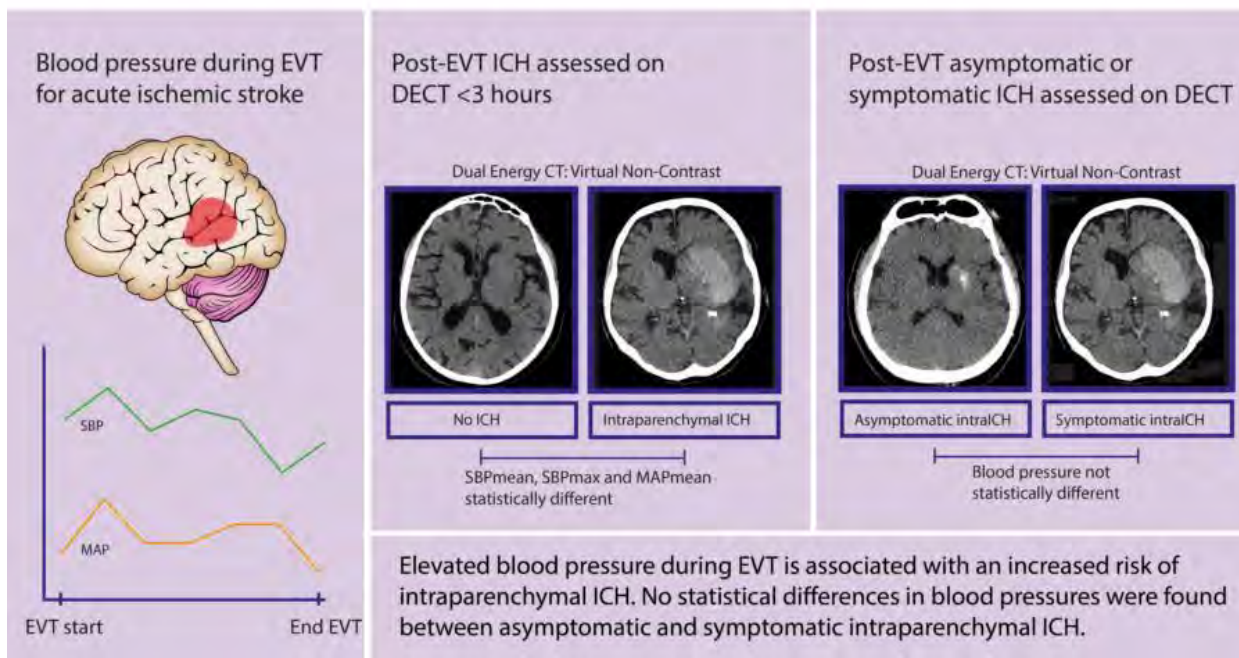 Blood pressure during EVT
for acute ischemic stroke
SBP
MAP
EVT start
End EVT
Post-EVT ICH assessed on
DECT <3 hours
Dual Energy CT: Virtual Non-Contrast
No ICH
Intraparenchymal ICH
SBPmean, SBPmax and MAPmean
statistically different
Post-EVT asymptomatic or
symptomatic ICH assessed on DECT
Dual Energy CT: Virtual Non-Contrast
Asymptomatic intraICH
Symptomatic intraICH
Blood pressure not
statistically different
Elevated blood pressure during EVT is associated with an increased risk of
intraparenchymal ICH. No statistical differences in blood pressures were found
between asymptomatic and symptomatic intraparenchymal ICH.